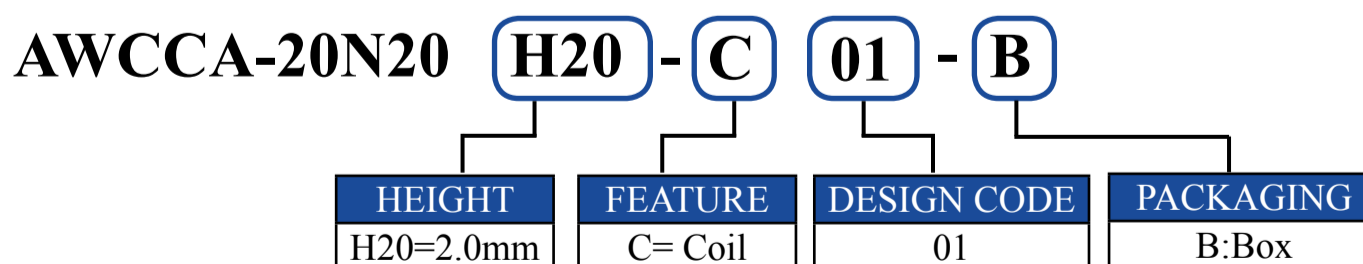 AWCCA-20N20 H20 - C 01 - B
HEIGHT FEATURE DESIGN CODE PACKAGING
H20=2.0mm C= Coil 01 B:Box